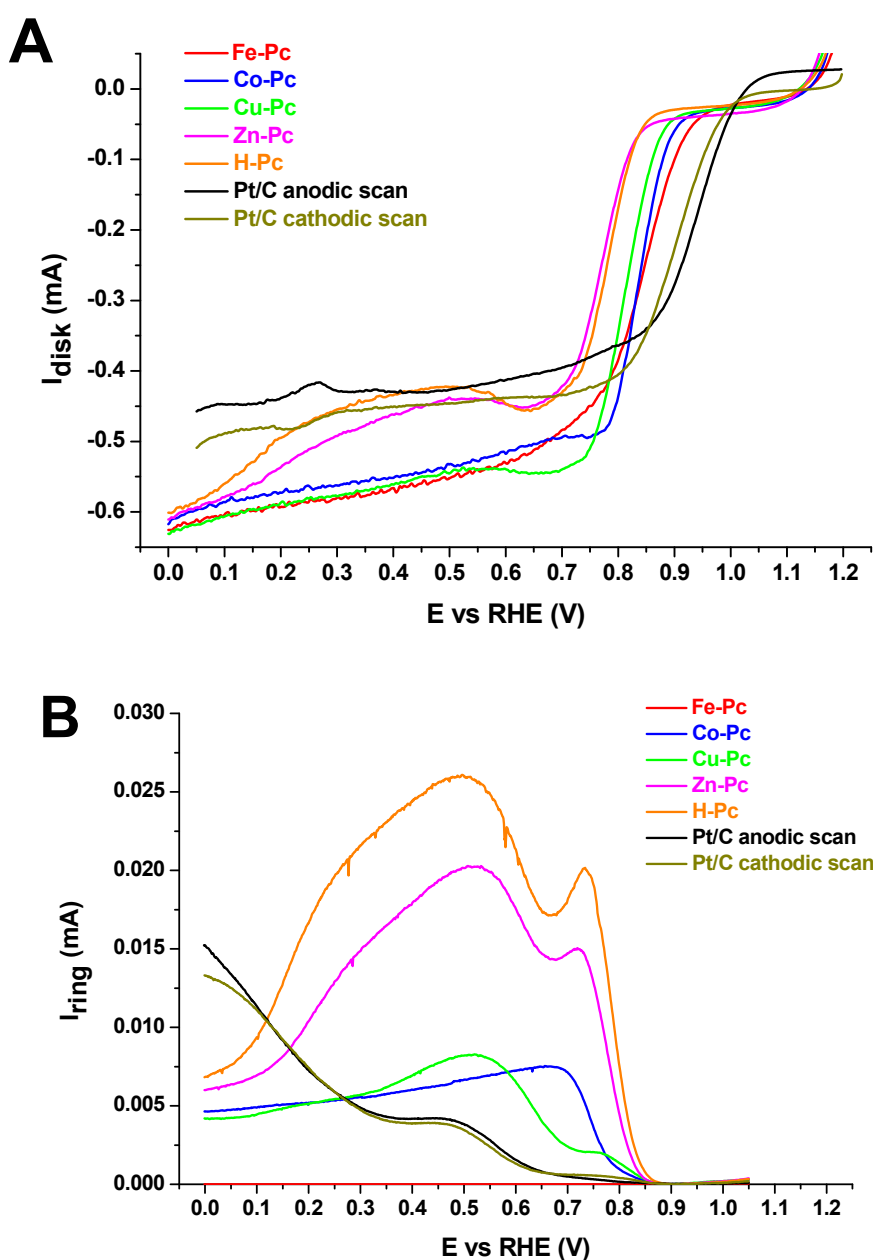 A
Fe-Pc
Co-Pc
Cu-Pc
Zn-Pc
H-Pc
Pt/C anodic scan
Pt/C cathodic scan
0.0
-0.1
-0.2
-0.3
-0.4
-0.5
-0.6
I_disk (mA)
0.0 0.1 0.2 0.3 0.4 0.5 0.6 0.7 0.8 0.9 1.0 1.1 1.2
E vs RHE (V)
B
Fe-Pc
Co-Pc
Cu-Pc
Zn-Pc
H-Pc
Pt/C anodic scan
Pt/C cathodic scan
0.030
0.025
0.020
0.015
0.010
0.005
0.000
I_ring (mA)
0.0 0.1 0.2 0.3 0.4 0.5 0.6 0.7 0.8 0.9 1.0 1.1 1.2
E vs RHE (V)